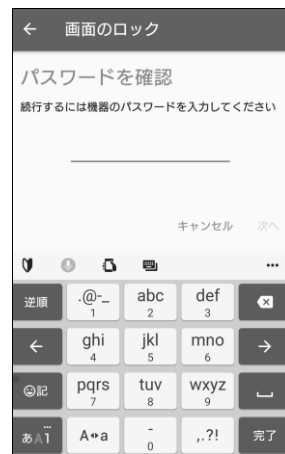 ← 画面のロック
パスワードを確認
続行するには機器のパスワードを入力してください
キャンセル 次へ
...
逆順 .@-_ abc def
1 2 3
← ghi jkl mno →
4 5 6
記 pqrs tuv wxyz
7 8 9
あA1 A⇔a - ,.?! 完了
0